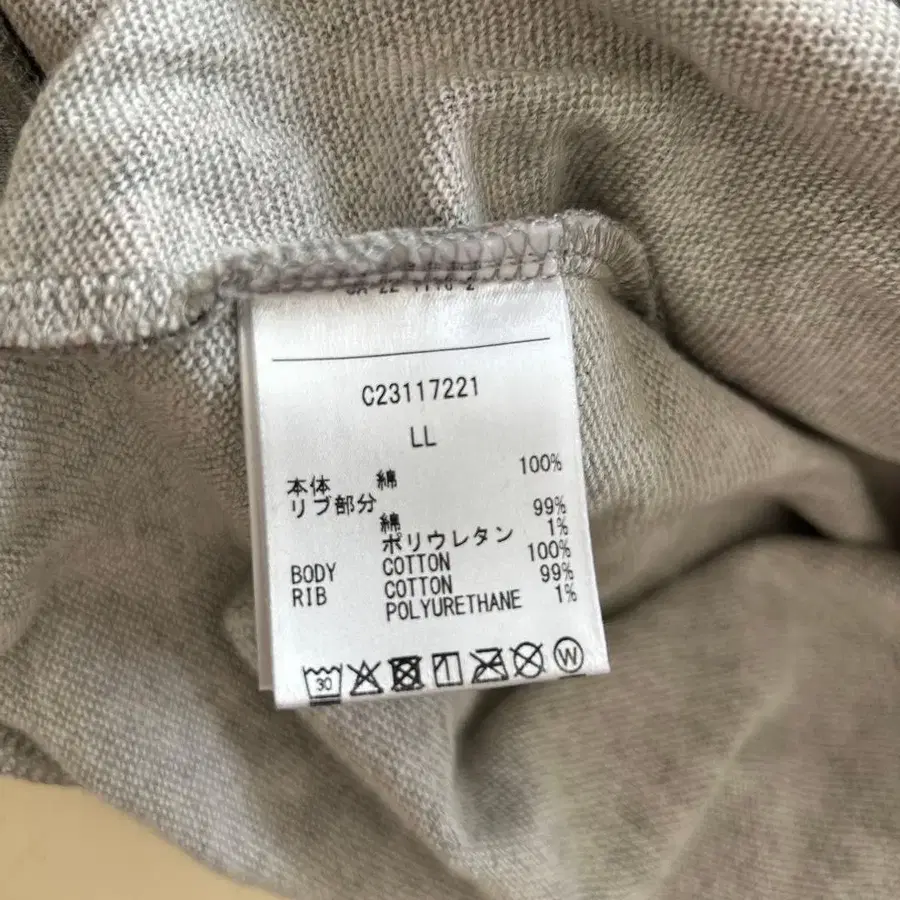 C23117221
LL
本体 綿 100%
リブ部分
綿 99%
ポリウレタン 1%
BODY COTTON 100%
RIB COTTON 99%
POLYURETHANE 1%
30 W